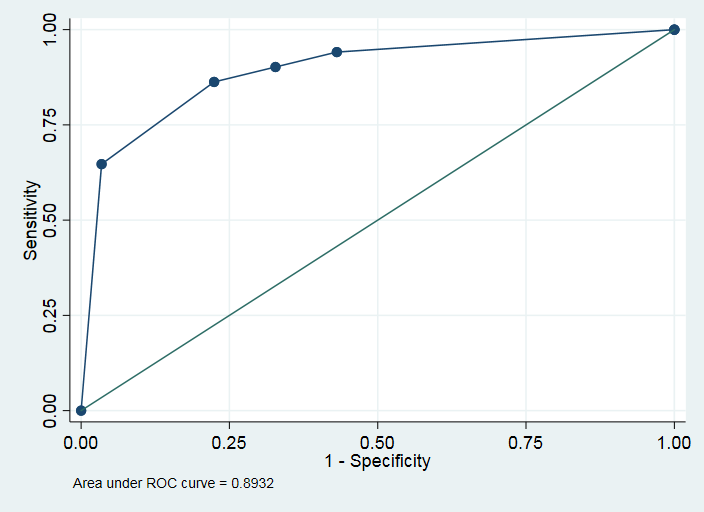 1.00
0.75
0.50
0.25
0.00
Sensitivity
0.00 0.25 0.50 0.75 1.00
1 - Specificity
Area under ROC curve = 0.8932